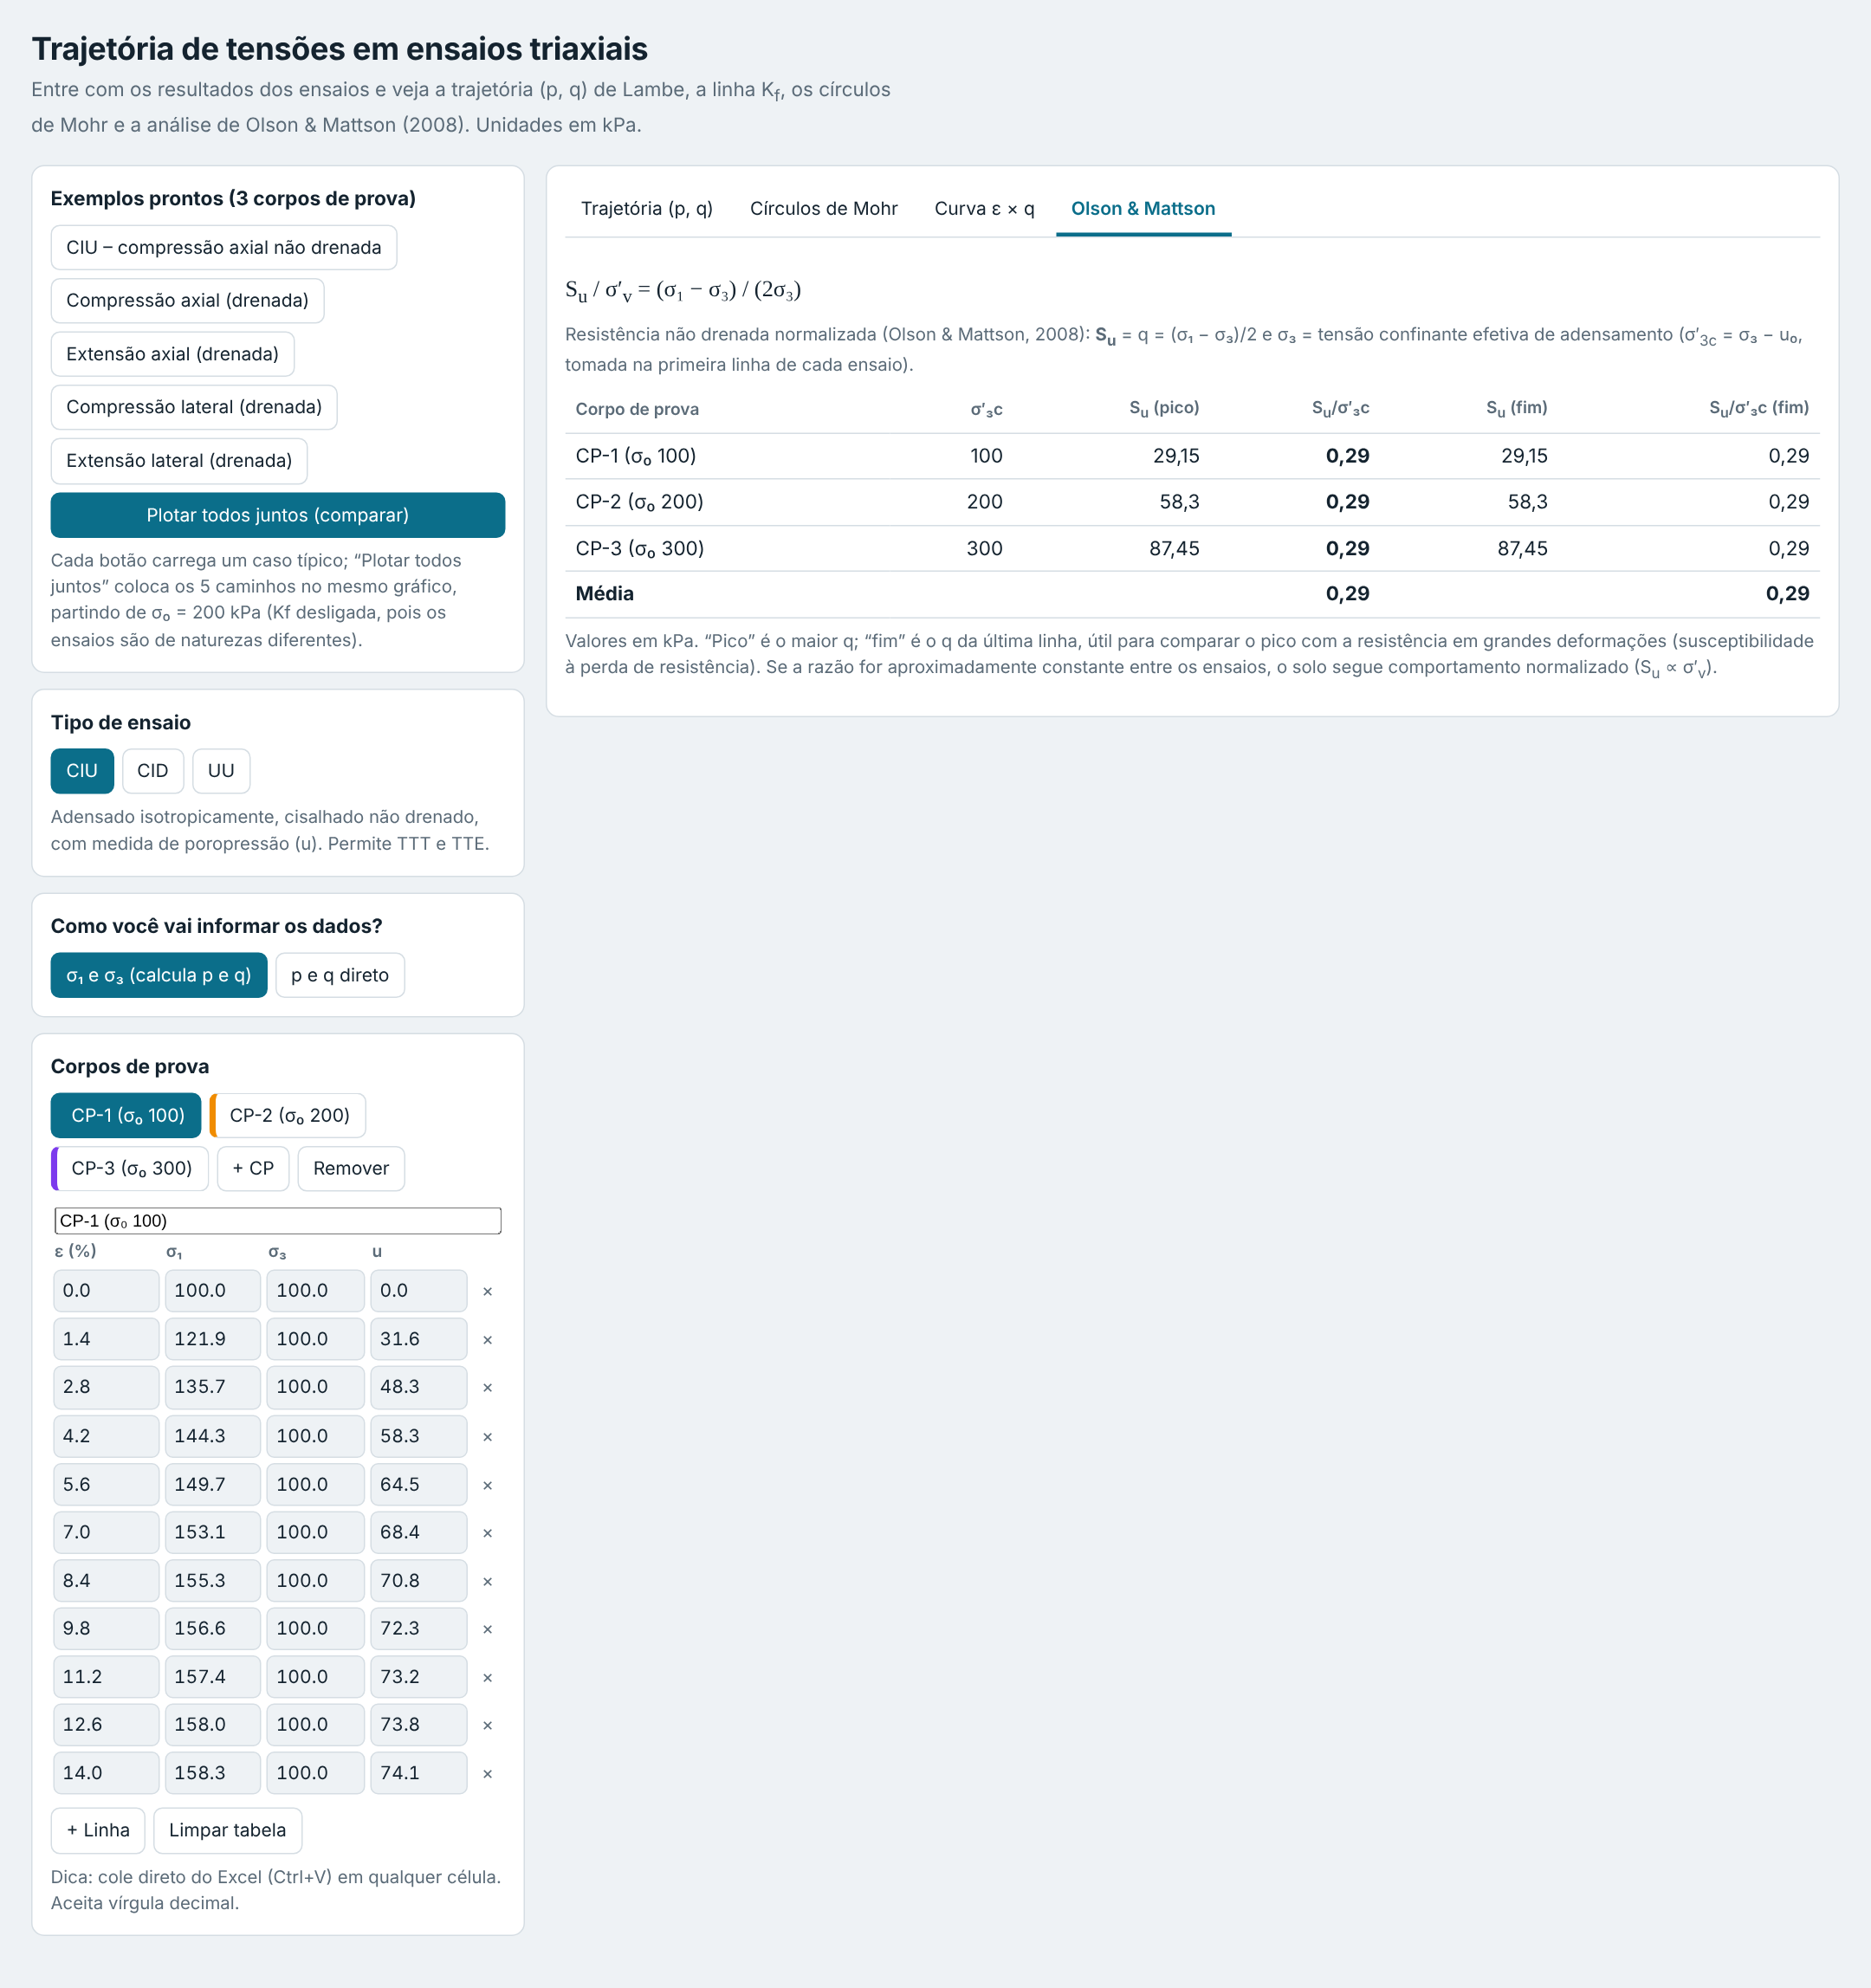 Trajetória de tensões em ensaios triaxiais
Entre com os resultados dos ensaios e veja a trajetória (p, q) de Lambe, a linha Kf, os círculos
de Mohr e a análise de Olson & Mattson (2008). Unidades em kPa.
Exemplos prontos (3 corpos de prova)
CIU – compressão axial não drenada
Compressão axial (drenada)
Extensão axial (drenada)
Compressão lateral (drenada)
Extensão lateral (drenada)
Plotar todos juntos (comparar)
Cada botão carrega um caso típico; “Plotar todos
juntos” coloca os 5 caminhos no mesmo gráfico,
partindo de σ₀ = 200 kPa (Kf desligada, pois os
ensaios são de naturezas diferentes).
Tipo de ensaio
CIU CID UU
Adensado isotropicamente, cisalhado não drenado,
com medida de poropressão (u). Permite TTT e TTE.
Como você vai informar os dados?
σ₁ e σ₃ (calcula p e q) p e q direto
Corpos de prova
CP-1 (σ₀ 100) CP-2 (σ₀ 200)
CP-3 (σ₀ 300) + CP Remover
CP-1 (σ₀ 100)
ε (%) σ₁ σ₃ u
0.0 100.0 100.0 0.0 ×
1.4 121.9 100.0 31.6 ×
2.8 135.7 100.0 48.3 ×
4.2 144.3 100.0 58.3 ×
5.6 149.7 100.0 64.5 ×
7.0 153.1 100.0 68.4 ×
8.4 155.3 100.0 70.8 ×
9.8 156.6 100.0 72.3 ×
11.2 157.4 100.0 73.2 ×
12.6 158.0 100.0 73.8 ×
14.0 158.3 100.0 74.1 ×
+ Linha Limpar tabela
Dica: cole direto do Excel (Ctrl+V) em qualquer célula.
Aceita vírgula decimal.
Trajetória (p, q) Círculos de Mohr Curva ε × q Olson & Mattson
Su / σ′v = (σ₁ − σ₃) / (2σ₃)
Resistência não drenada normalizada (Olson & Mattson, 2008): Su = q = (σ₁ − σ₃)/2 e σ₃ = tensão confinante efetiva de adensamento (σ′3c = σ₃ − u₀,
tomada na primeira linha de cada ensaio).
Corpo de prova σ′₃c Su (pico) Su/σ′₃c Su (fim) Su/σ′₃c (fim)
CP-1 (σ₀ 100) 100 29,15 0,29 29,15 0,29
CP-2 (σ₀ 200) 200 58,3 0,29 58,3 0,29
CP-3 (σ₀ 300) 300 87,45 0,29 87,45 0,29
Média 0,29 0,29
Valores em kPa. “Pico” é o maior q; “fim” é o q da última linha, útil para comparar o pico com a resistência em grandes deformações (susceptibilidade
à perda de resistência). Se a razão for aproximadamente constante entre os ensaios, o solo segue comportamento normalizado (Su ∝ σ′v).